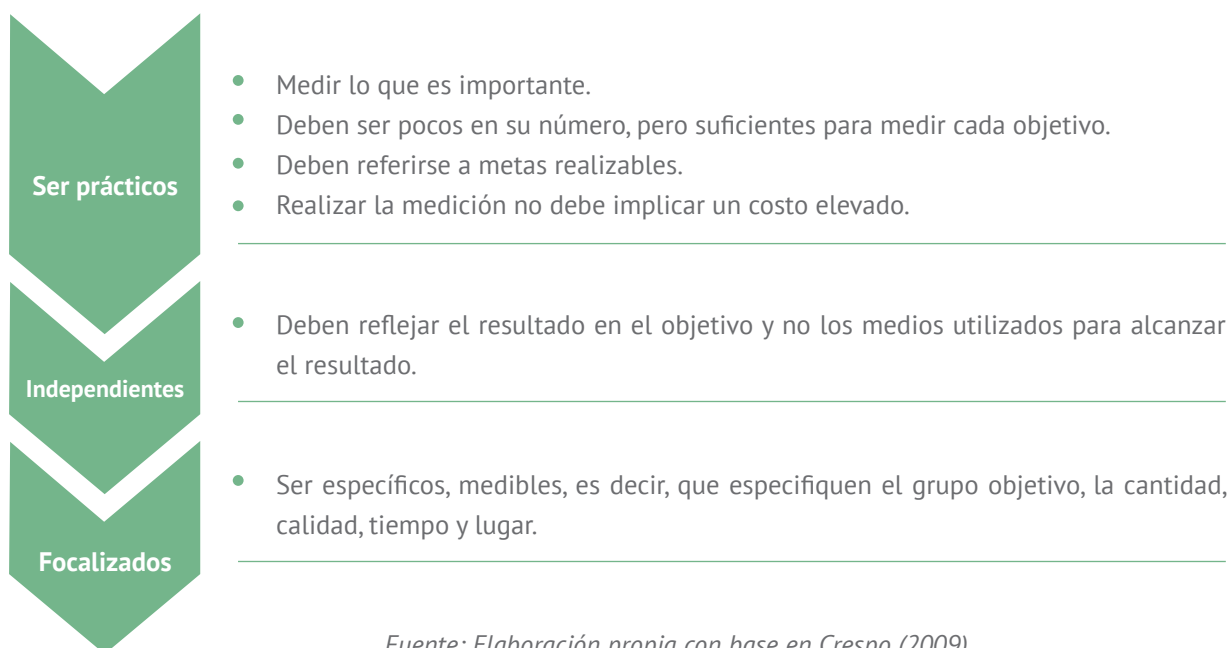 Ser prácticos
Medir lo que es importante.
Deben ser pocos en su número, pero suficientes para medir cada objetivo.
Deben referirse a metas realizables.
Realizar la medición no debe implicar un costo elevado.
Independientes
Deben reflejar el resultado en el objetivo y no los medios utilizados para alcanzar
el resultado.
Focalizados
Ser específicos, medibles, es decir, que especifiquen el grupo objetivo, la cantidad,
calidad, tiempo y lugar.
Fuente: Elaboración propia con base en Crespo (2009)